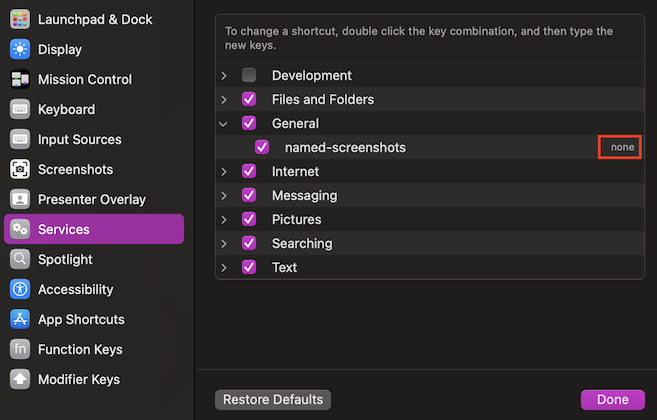 Launchpad & Dock
Display
Mission Control
Keyboard
Input Sources
Screenshots
Presenter Overlay
Services
Spotlight
Accessibility
App Shortcuts
fn Function Keys
Modifier Keys
To change a shortcut, double click the key combination, and then type the
new keys.
Development
Files and Folders
General
named-screenshots none
Internet
Messaging
Pictures
Searching
Text
Restore Defaults
Done